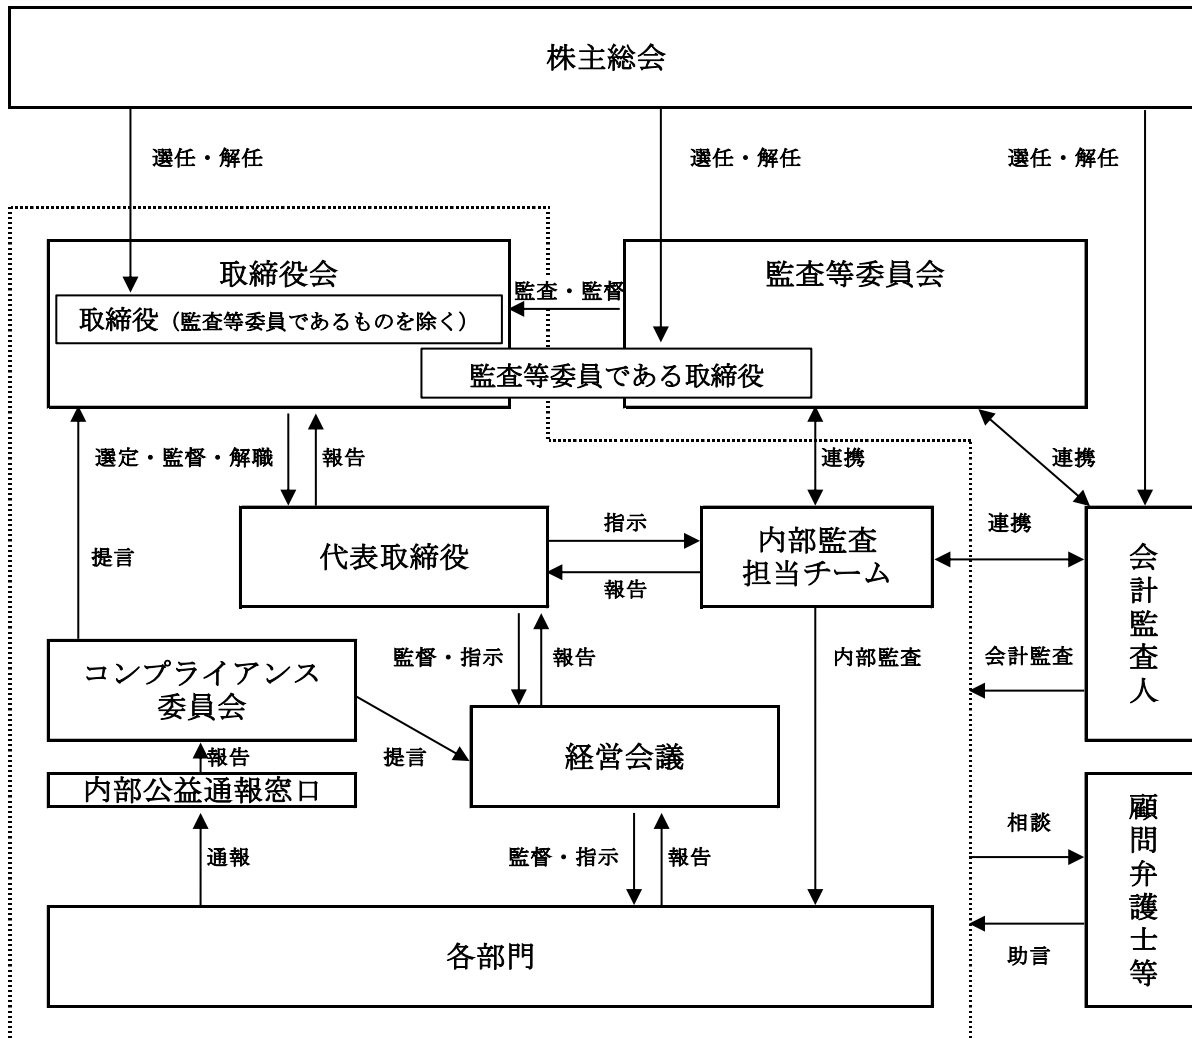 株主総会
選任・解任
選任・解任
選任・解任
取締役会
監査等委員会
監査・監督
取締役（監査等委員であるものを除く）
監査等委員である取締役
選定・監督・解職
報告
連携
連携
提言
代表取締役
指示
報告
内部監査
担当チーム
連携
会計監査人
監督・指示
報告
内部監査
会計監査
コンプライアンス
委員会
提言
経営会議
報告
内部公益通報窓口
通報
監督・指示
報告
相談
助言
顧問弁護士等
各部門